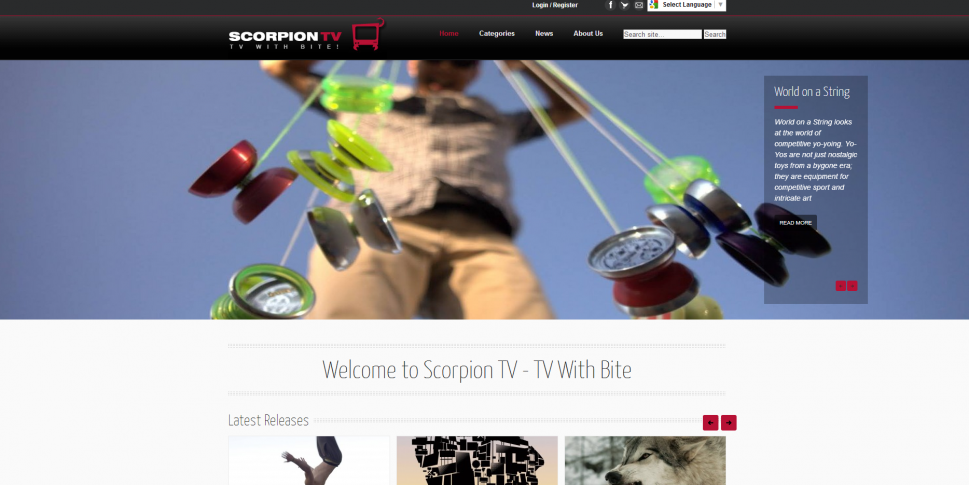 Login / Register
Select Language
SCORPION TV
TV WITH BITE!
Home
Categories
News
About Us
Search site...
Search
World on a String
World on a String looks
at the world of
competitive yo-yoing. Yo-
Yos are not just nostalgic
toys from a bygone era;
they are equipment for
competitive sport and
intricate art
READ MORE
Welcome to Scorpion TV - TV With Bite
Latest Releases